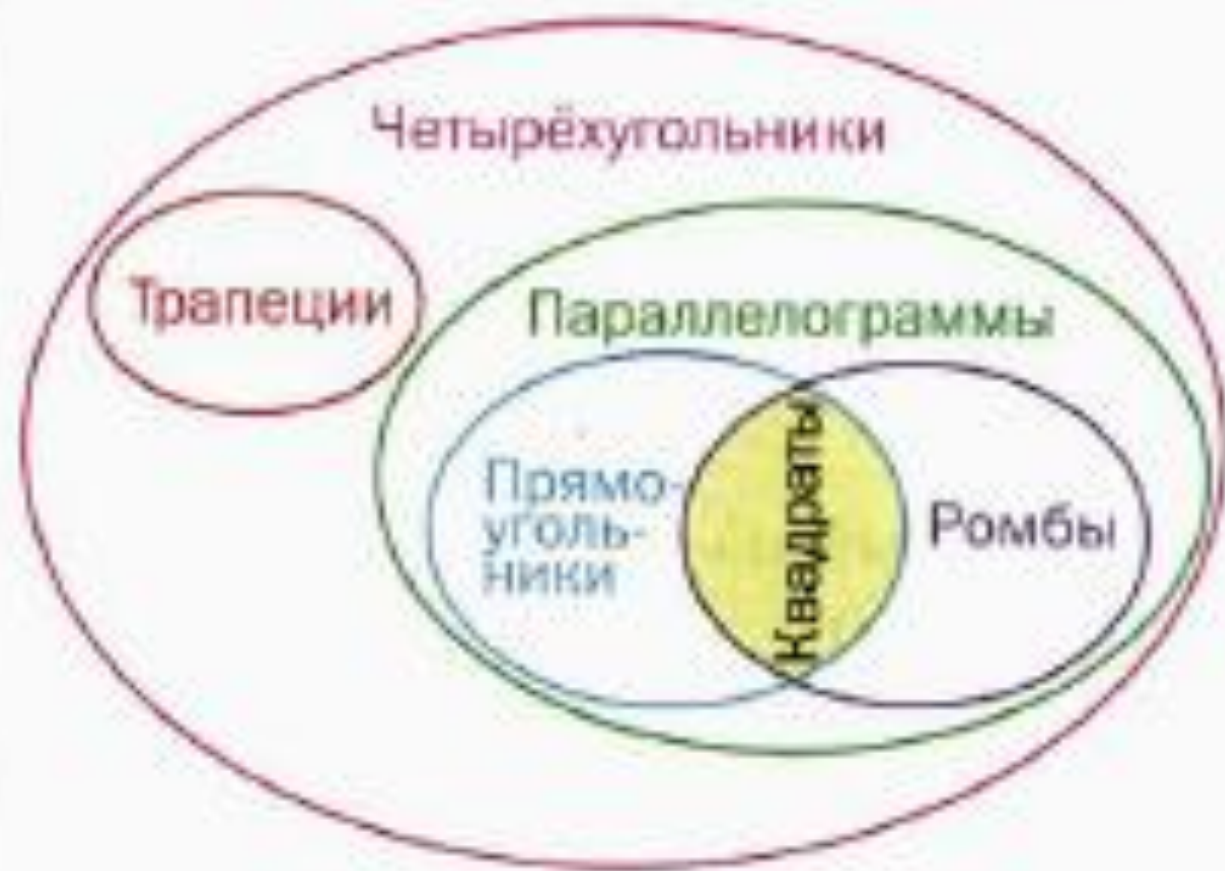 Четырёхугольники
Трапеции
Параллелограммы
Прямо-
уголь-
ники
Квадраты
Ромбы